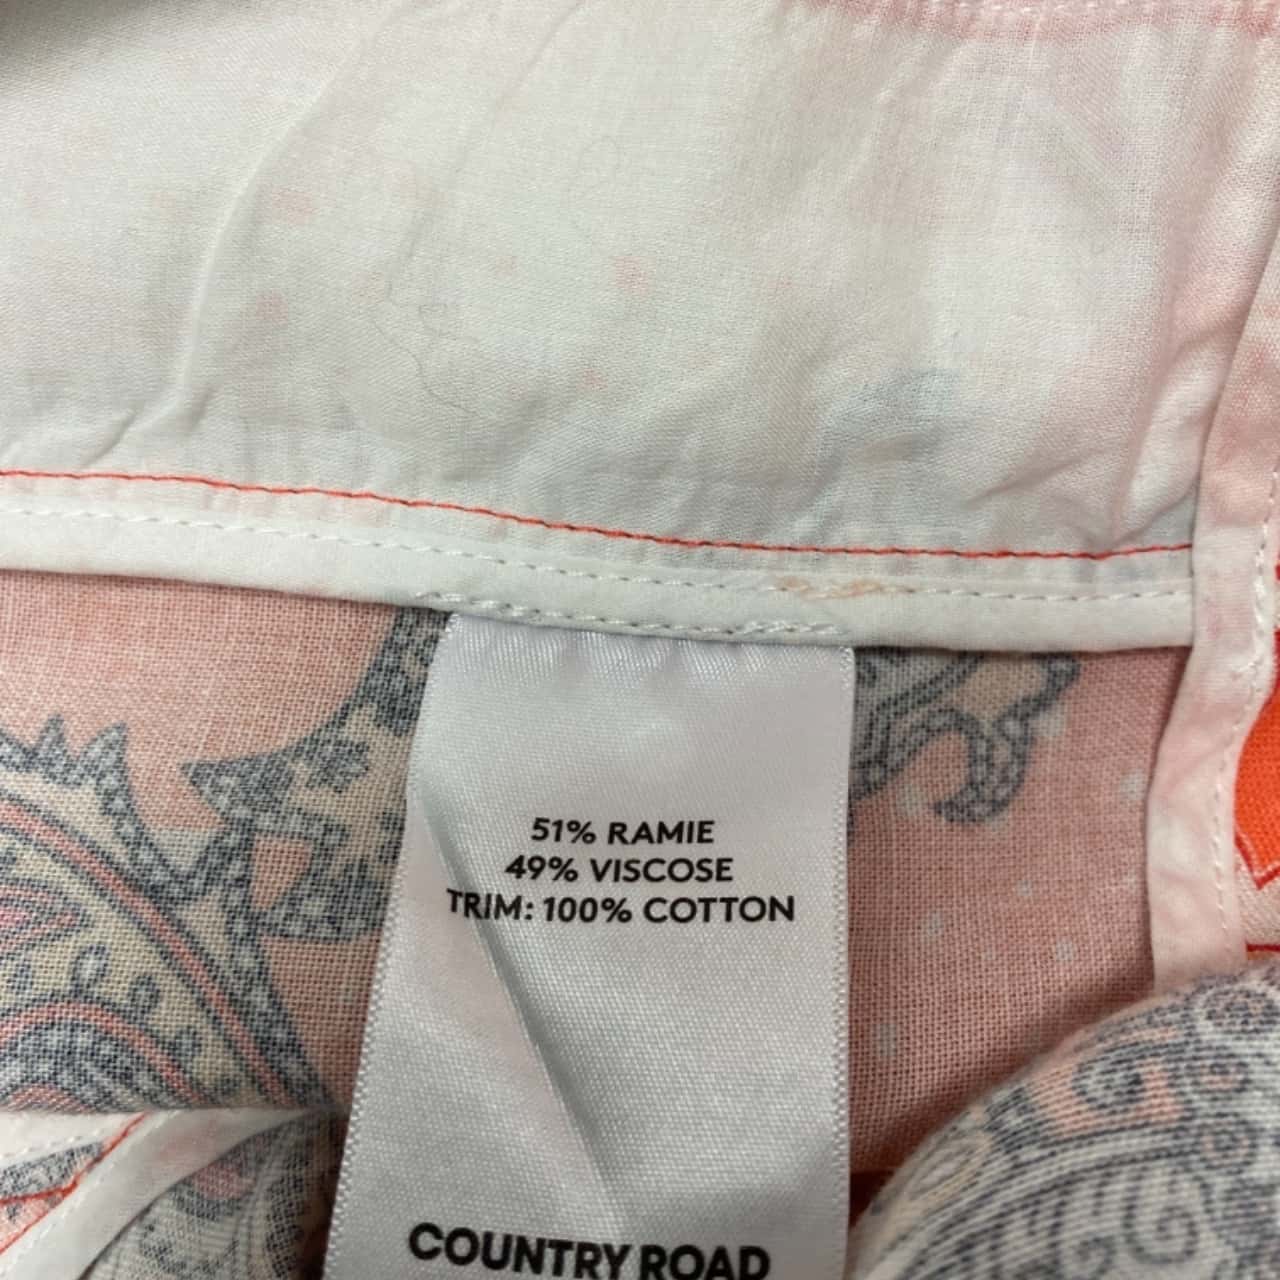 51% RAMIE
49% VISCOSE
TRIM: 100% COTTON
COUNTRY ROAD